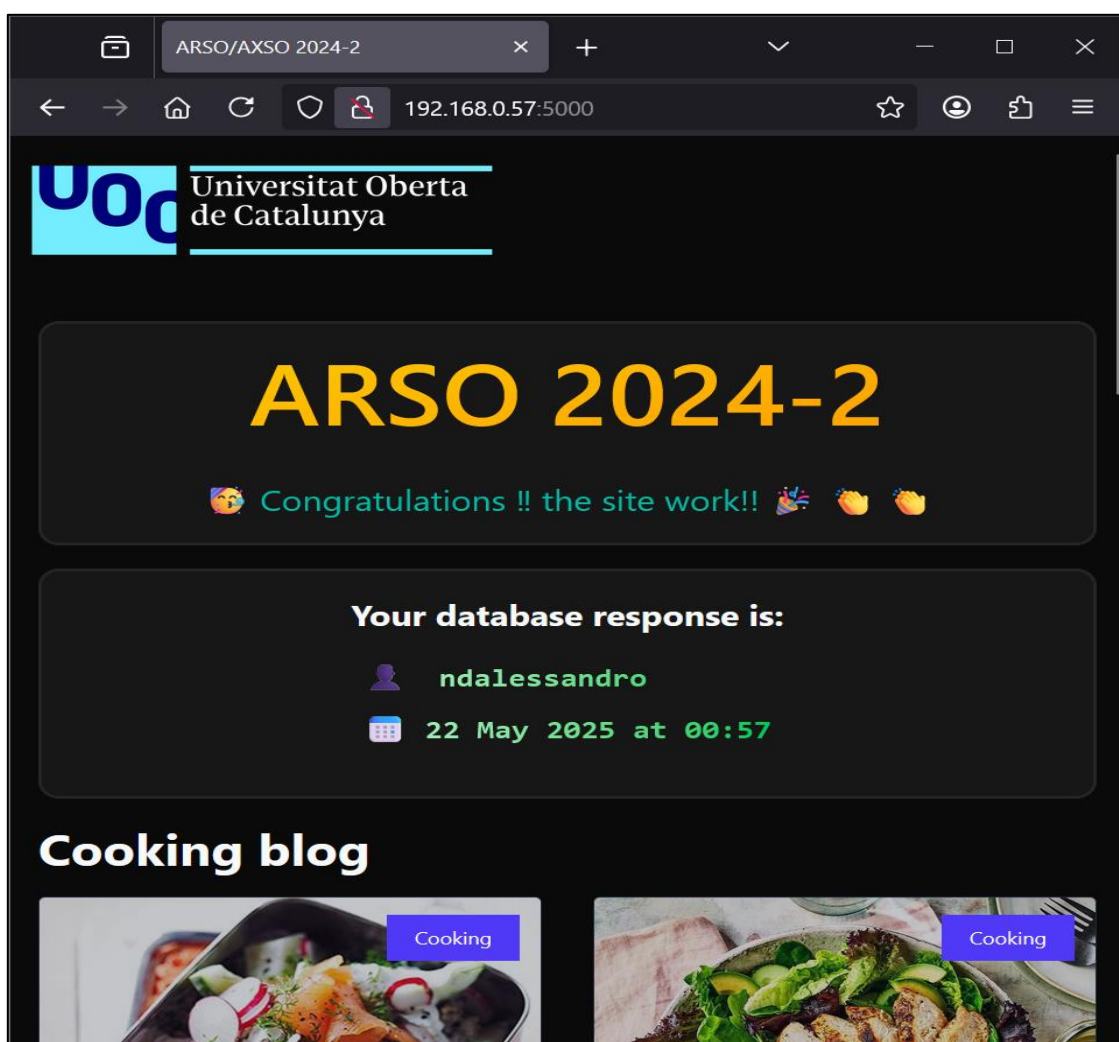 ARSO/AXSO 2024-2
192.168.0.57:5000
UOC
Universitat Oberta
de Catalunya
ARSO 2024-2
🥳 Congratulations ‼ the site work!! 🎉 👏 👏
Your database response is:
👤 ndalessandro
📅 22 May 2025 at 00:57
Cooking blog
Cooking
Cooking